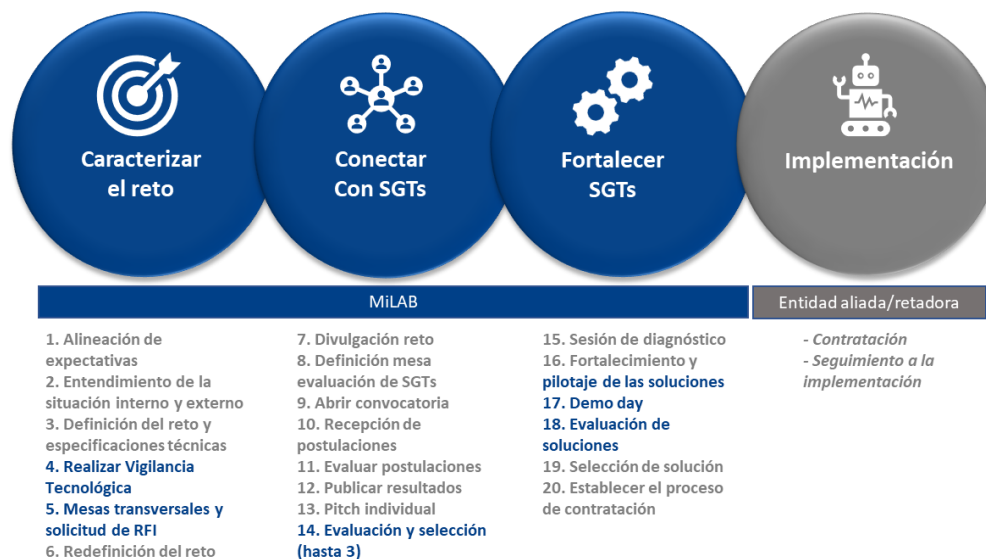 Caracterizar
el reto
Conectar
Con SGTs
Fortalecer
SGTs
Implementación
MiLAB
Entidad aliada/retadora
1. Alineación de
expectativas
2. Entendimiento de la
situación interno y externo
3. Definición del reto y
especificaciones técnicas
4. Realizar Vigilancia
Tecnológica
5. Mesas transversales y
solicitud de RFI
6. Redefinición del reto
7. Divulgación reto
8. Definición mesa
evaluación de SGTs
9. Abrir convocatoria
10. Recepción de
postulaciones
11. Evaluar postulaciones
12. Publicar resultados
13. Pitch individual
14. Evaluación y selección
(hasta 3)
15. Sesión de diagnóstico
16. Fortalecimiento y
pilotaje de las soluciones
17. Demo day
18. Evaluación de
soluciones
19. Selección de solución
20. Establecer el proceso
de contratación
- Contratación
- Seguimiento a la
implementación